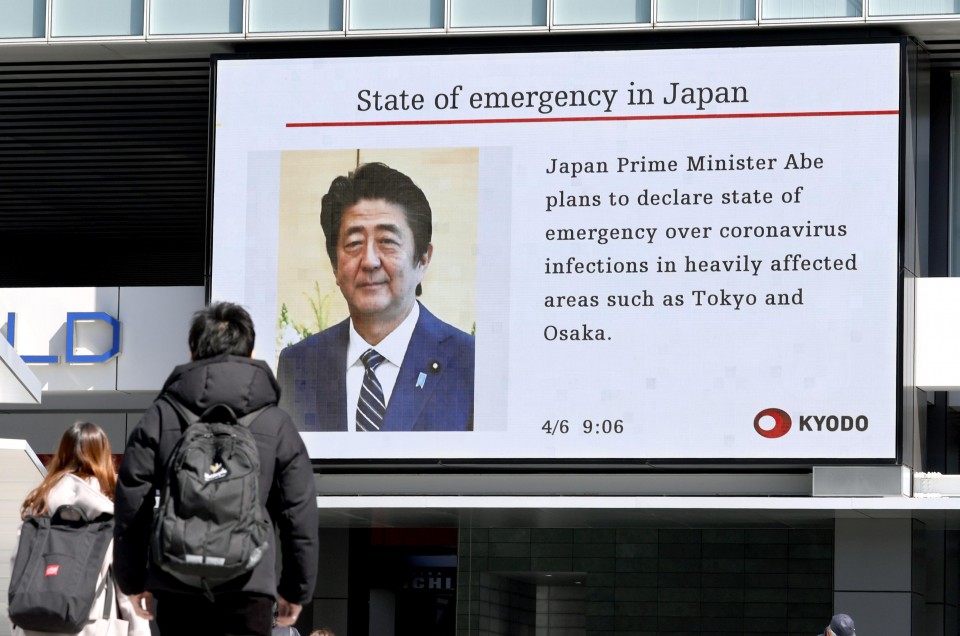 State of emergency in Japan
Japan Prime Minister Abe
plans to declare state of
emergency over coronavirus
infections in heavily affected
areas such as Tokyo and
Osaka.
4/6 9:06
KYODO
LD